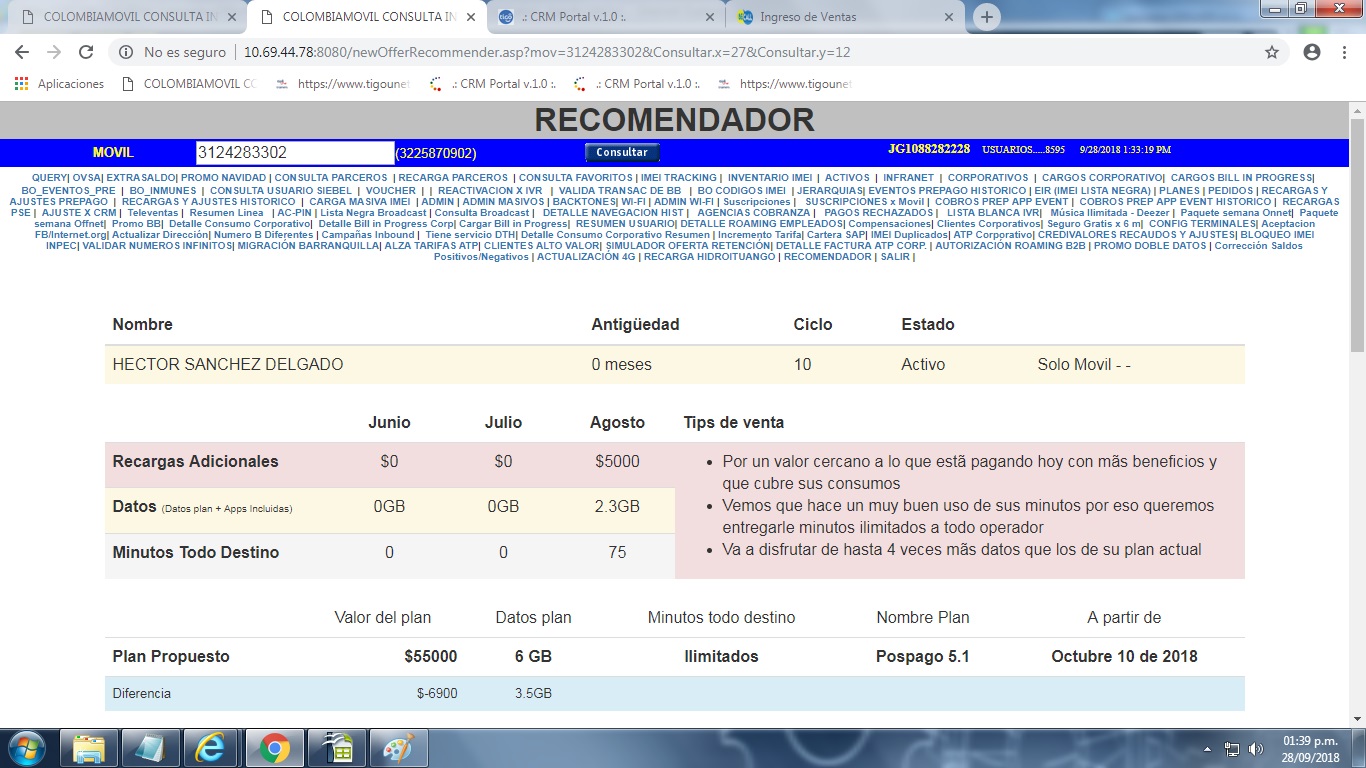 COLOMBIAMOVIL CONSULTA IN
COLOMBIAMOVIL CONSULTA IN
.: CRM Portal v.1.0 :.
Ingreso de Ventas
No es seguro | 10.69.44.78:8080/newOfferRecommender.asp?mov=3124283302&Consultar.x=27&Consultar.y=12
Aplicaciones COLOMBIAMOVIL CO https://www.tigounet .: CRM Portal v.1.0 :. .: CRM Portal v.1.0 :. https://www.tigounet
RECOMENDADOR
MOVIL 3124283302 (3225870902) Consultar JG1088282228 USUARIOS.....8595 9/28/2018 1:33:19 PM
QUERY| OVSA| EXTRASALDO| PROMO NAVIDAD | CONSULTA PARCEROS | RECARGA PARCEROS | CONSULTA FAVORITOS | IMEI TRACKING | INVENTARIO IMEI | ACTIVOS | INFRANET | CORPORATIVOS | CARGOS CORPORATIVO| CARGOS BILL IN PROGRESS|
BO_EVENTOS_PRE | BO_INMUNES | CONSULTA USUARIO SIEBEL | VOUCHER | | REACTIVACION X IVR | VALIDA TRANSAC DE BB | BO CODIGOS IMEI | JERARQUIAS| EVENTOS PREPAGO HISTORICO | EIR (IMEI LISTA NEGRA) | PLANES | PEDIDOS | RECARGAS Y
AJUSTES PREPAGO | RECARGAS Y AJUSTES HISTORICO | CARGA MASIVA IMEI | ADMIN | ADMIN MASIVOS | BACKTONES| WI-FI | ADMIN WI-FI | Suscripciones | SUSCRIPCIONES x Movil | COBROS PREP APP EVENT | COBROS PREP APP EVENT HISTORICO | RECARGAS
PSE | AJUSTE X CRM | Televentas | Resumen Linea | AC-PIN | Lista Negra Broadcast | Consulta Broadcast | DETALLE NAVEGACION HIST | AGENCIAS COBRANZA | PAGOS RECHAZADOS | LISTA BLANCA IVR| Música Ilimitada - Deezer | Paquete semana Onnet| Paquete
semana Offnet| Promo BB| Detalle Consumo Corporativo| Detalle Bill in Progress Corp| Cargar Bill in Progress| RESUMEN USUARIO| DETALLE ROAMING EMPLEADOS| Compensaciones| Clientes Corporativos| Seguro Gratis x 6 m| CONFIG TERMINALES| Aceptacion
FB/Internet.org| Actualizar Dirección| Numero B Diferentes | Campañas Inbound | Tiene servicio DTH| Detalle Consumo Corporativo Resumen | Incremento Tarifa| Cartera SAP| IMEI Duplicados| ATP Corporativo| CREDIVALORES RECAUDOS Y AJUSTES| BLOQUEO IMEI
INPEC| VALIDAR NUMEROS INFINITOS| MIGRACIÓN BARRANQUILLA| ALZA TARIFAS ATP| CLIENTES ALTO VALOR| SIMULADOR OFERTA RETENCIÓN| DETALLE FACTURA ATP CORP. | AUTORIZACIÓN ROAMING B2B | PROMO DOBLE DATOS | Corrección Saldos
Positivos/Negativos | ACTUALIZACIÓN 4G | RECARGA HIDROITUANGO | RECOMENDADOR | SALIR |
Nombre Antigüedad Ciclo Estado
HECTOR SANCHEZ DELGADO 0 meses 10 Activo Solo Movil - -
Junio Julio Agosto Tips de venta
Recargas Adicionales $0 $0 $5000
Datos (Datos plan + Apps Incluidas) 0GB 0GB 2.3GB
Minutos Todo Destino 0 0 75
• Por un valor cercano a lo que estã pagando hoy con mãs beneficios y
que cubre sus consumos
• Vemos que hace un muy buen uso de sus minutos por eso queremos
entregarle minutos ilimitados a todo operador
• Va a disfrutar de hasta 4 veces mãs datos que los de su plan actual
Valor del plan Datos plan Minutos todo destino Nombre Plan A partir de
Plan Propuesto $55000 6 GB Ilimitados Pospago 5.1 Octubre 10 de 2018
Diferencia $-6900 3.5GB
01:39 p.m.
28/09/2018